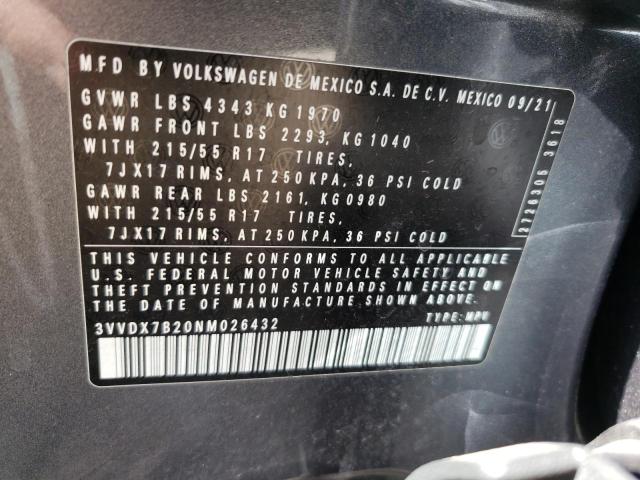 MFD BY VOLKSWAGEN DE MEXICO S.A. DE C.V. MEXICO 09/21
GVWR LBS 4343 KG 1970
GAWR FRONT LBS 2293, KG 1040
WITH 215/55 R17 TIRES,
7JX17 RIMS, AT 250 KPA, 36 PSI COLD
GAWR REAR LBS 2161, KG 0980
WITH 215/55 R17 TIRES,
7JX17 RIMS, AT 250 KPA, 36 PSI COLD
2726306 3618
THIS VEHICLE CONFORMS TO ALL APPLICABLE
U.S. FEDERAL MOTOR VEHICLE SAFETY AND
THEFT PREVENTION STANDARDS IN EFFECT ON
THE DATE OF MANUFACTURE SHOWN ABOVE
3VVDX7B20NM026432 TYPE: MPV